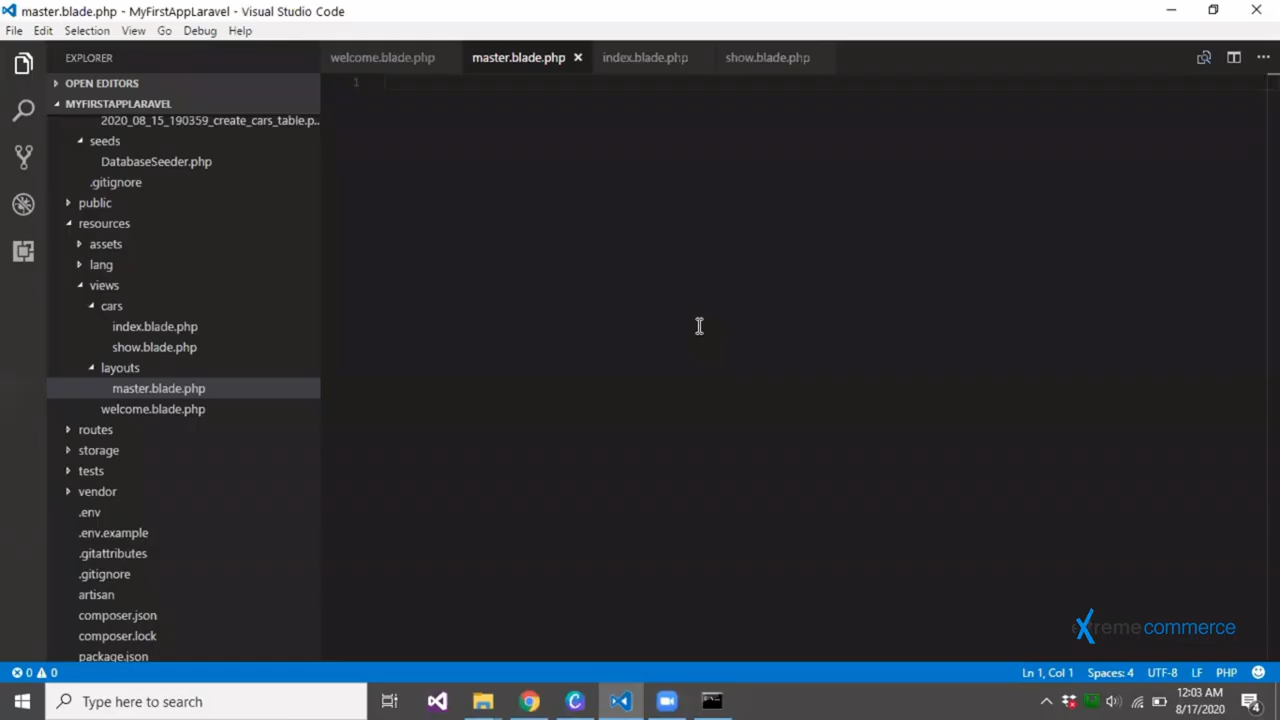 master.blade.php - MyFirstAppLaravel - Visual Studio Code
File Edit Selection View Go Debug Help
EXPLORER
welcome.blade.php master.blade.php index.blade.php show.blade.php
OPEN EDITORS
1
MYFIRSTAPPLARAVEL
2020_08_15_190359_create_cars_table.p..
seeds
DatabaseSeeder.php
.gitignore
public
resources
assets
lang
views
cars
index.blade.php
show.blade.php
layouts
master.blade.php
welcome.blade.php
routes
storage
tests
vendor
.env
.env.example
.gitattributes
.gitignore
artisan
composer.json
composer.lock
package.json
extreme commerce
0 0
Ln 1, Col 1 Spaces: 4 UTF-8 LF PHP
Type here to search
12:03 AM
8/17/2020
4